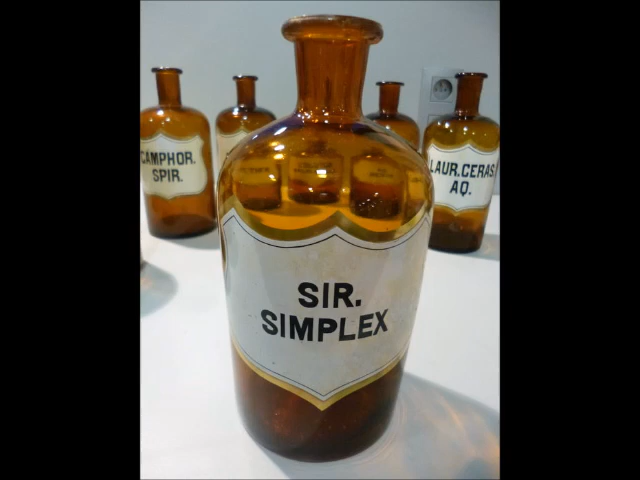 CAMPHOR.
SPIR.
SIR.
SIMPLEX
LAUR.CERAS
AQ.